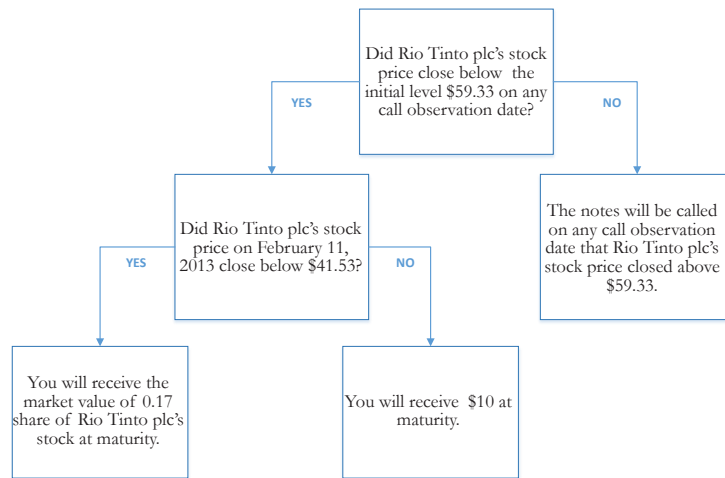 Did Rio Tinto plc's stock
price close below the
initial level $59.33 on any
call observation date?
YES
NO
Did Rio Tinto plc's stock
price on February 11,
2013 close below $41.53?
The notes will be called
on any call observation
date that Rio Tinto plc's
stock price closed above
$59.33.
YES
NO
You will receive the
market value of 0.17
share of Rio Tinto plc's
stock at maturity.
You will receive $10 at
maturity.